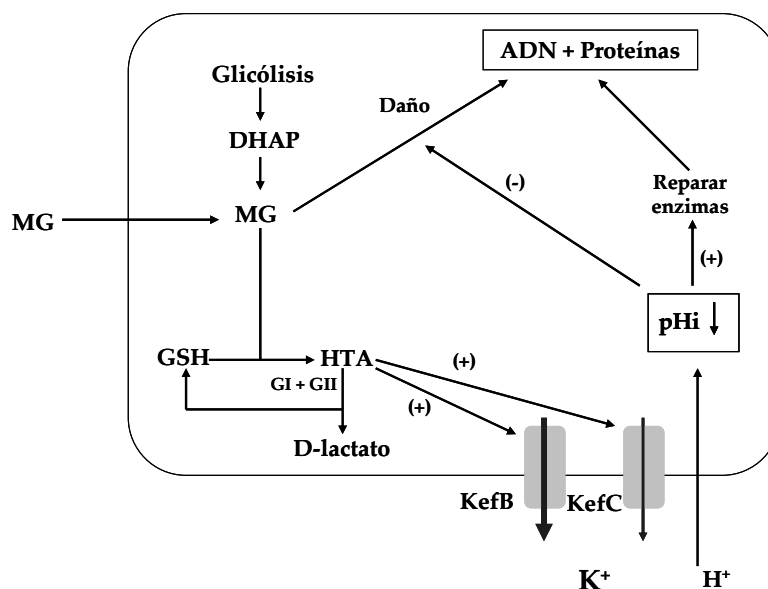 ADN + Proteínas
Glicólisis
Daño
DHAP
(-)
Reparar
enzimas
MG
MG
(+)
pHi
GSH
HTA
(+)
GI + GII
(+)
D-lactato
KefB
KefC
K+
H+